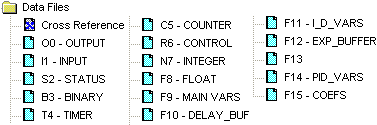 Data Files
Cross Reference
O0 - OUTPUT
I1 - INPUT
S2 - STATUS
B3 - BINARY
T4 - TIMER
C5 - COUNTER
R6 - CONTROL
N7 - INTEGER
F8 - FLOAT
F9 - MAIN VARS
F10 - DELAY_BUF
F11 - I_D_VARS
F12 - EXP_BUFFER
F13
F14 - PID_VARS
F15 - COEFS